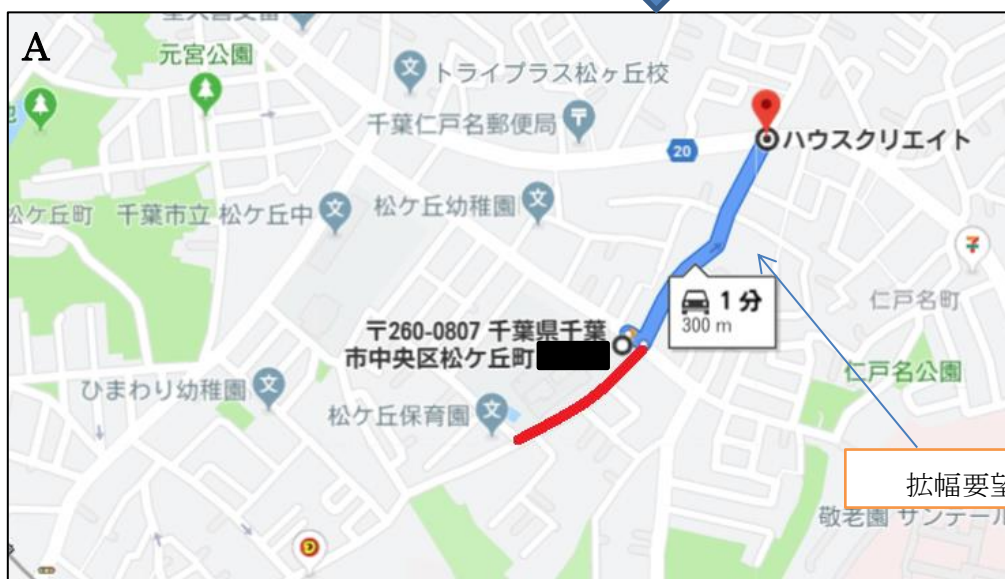 A
元宮公園
トライプラス松ヶ丘校
千葉仁戸名郵便局
20
ハウスクリエイト
松ケ丘町
千葉市立 松ケ丘中
松ケ丘幼稚園
仁戸名町
1 分
300 m
〒260-0807 千葉県千葉
市中央区松ケ丘町
ひまわり幼稚園
仁戸名公園
松ケ丘保育園
拡幅要望
敬老園 サンテール